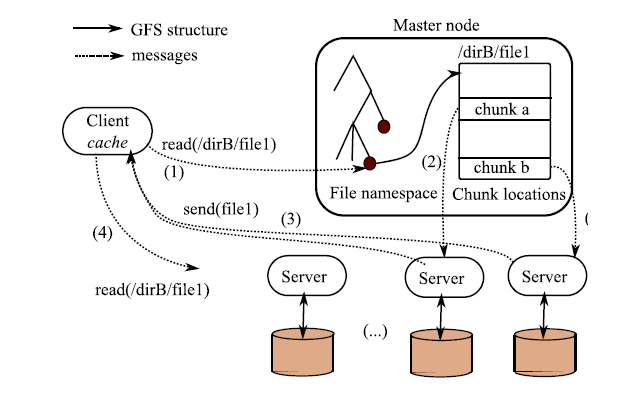 Master node
GFS structure
messages
/dirB/file1
chunk a
Client
cache
read(/dirB/file1)
(1)
(2)
chunk b
File namespace
Chunk locations
send(file1)
(3)
(4)
read(/dirB/file1)
Server
Server
Server
(...)